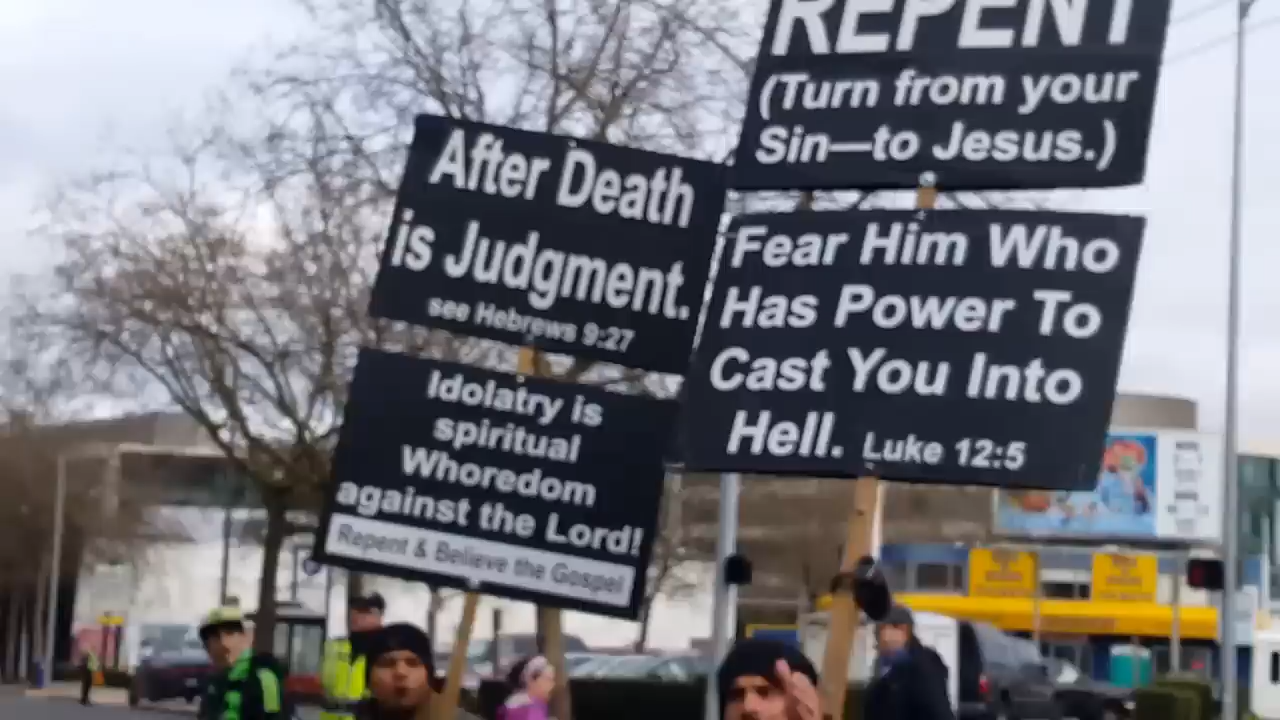 REPENT
(Turn from your
Sin—to Jesus.)
After Death
is Judgment.
see Hebrews 9:27
Fear Him Who
Has Power To
Cast You Into
Hell. Luke 12:5
Idolatry is
spiritual
Whoredom
against the Lord!
Repent & Believe the Gospel